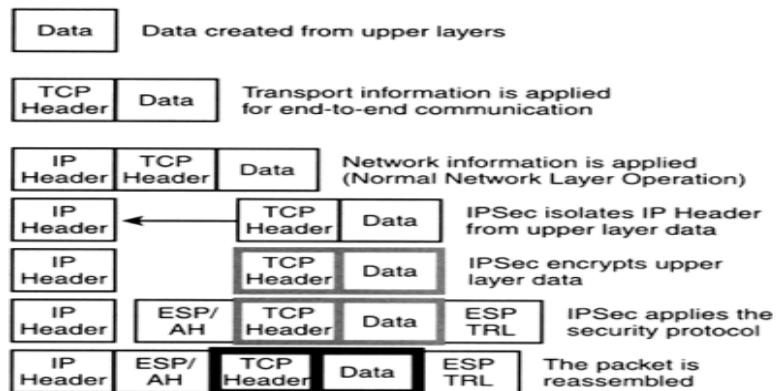 Data Data created from upper layers
TCP Header Data Transport information is applied
for end-to-end communication
IP Header TCP Header Data Network information is applied
(Normal Network Layer Operation)
IP Header TCP Header Data IPSec isolates IP Header
from upper layer data
IP Header TCP Header Data IPSec encrypts upper
layer data
IP Header ESP/ AH TCP Header Data ESP TRL IPSec applies the
security protocol
IP Header ESP/ AH TCP Header Data ESP TRL The packet is
reassembled